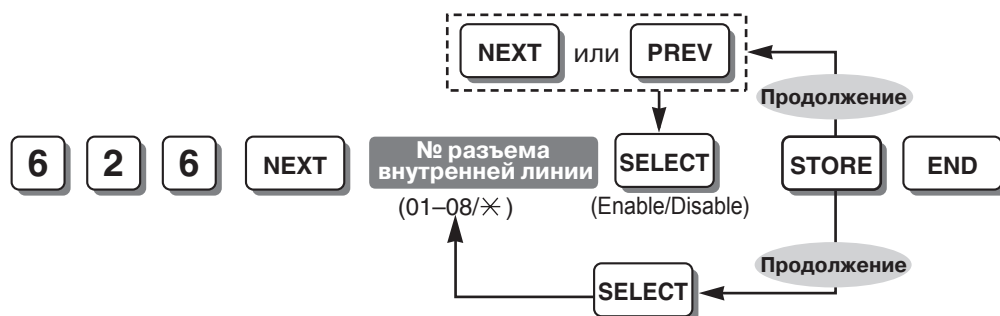 NEXT или PREV
Продолжение
6 2 6 NEXT № разъема внутренней линии SELECT STORE END
(01–08/✳) (Enable/Disable)
Продолжение
SELECT